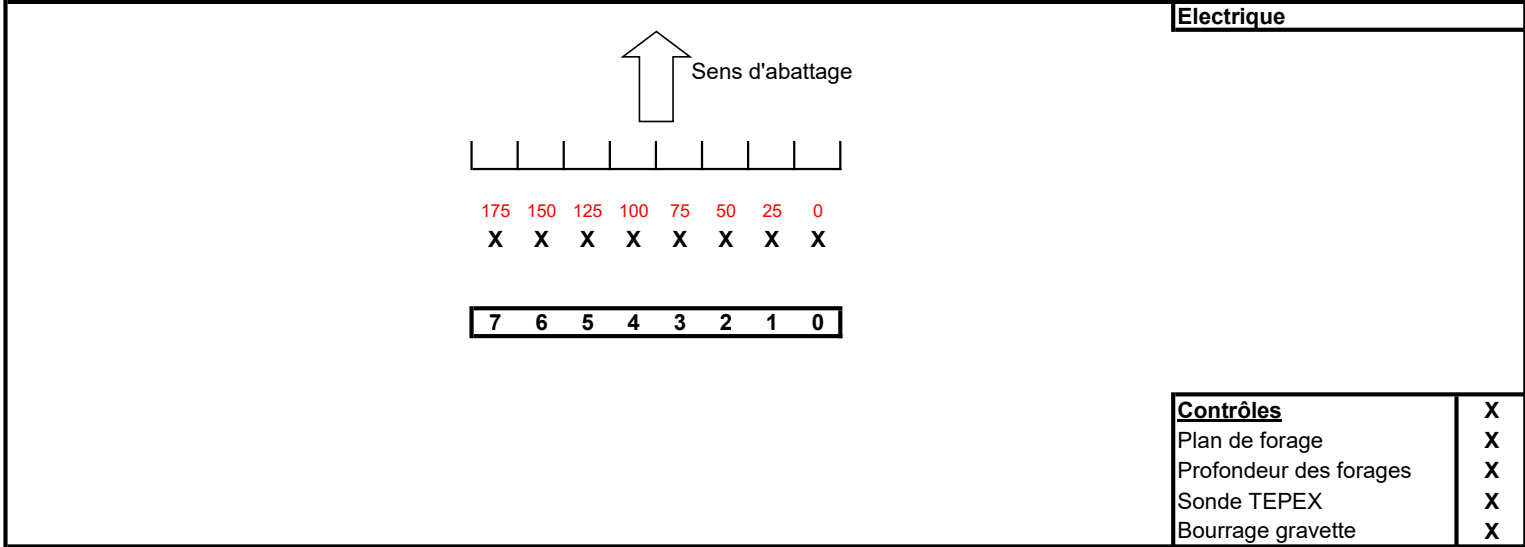 Electrique
Sens d'abattage
175 150 125 100 75 50 25 0
X X X X X X X X
7 6 5 4 3 2 1 0
Contrôles X
Plan de forage X
Profondeur des forages X
Sonde TEPEX X
Bourrage gravette X